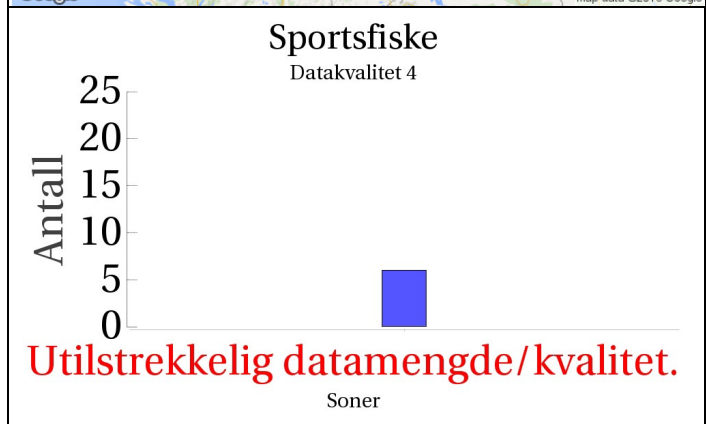 Sportsfiske
Datakvalitet 4
25
20
15
10
5
0
Antall
Utilstrekkelig datamengde/kvalitet.
Soner